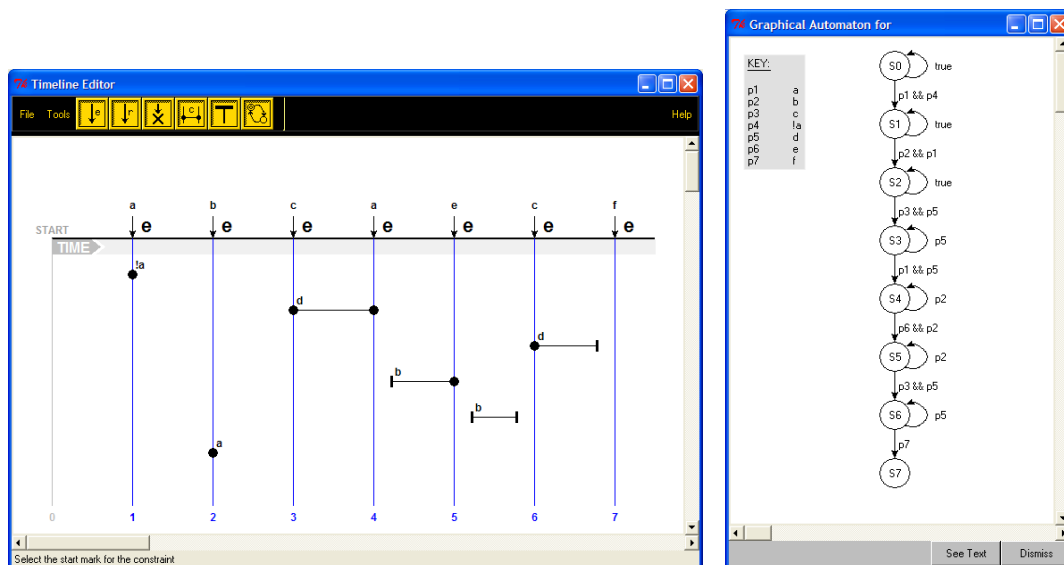 Timeline Editor
File Tools e r c Help
a b c a e c f
e e e e e e e
START
TIME
!a
d
d
b
b
a
0 1 2 3 4 5 6 7
Select the start mark for the constraint
Graphical Automaton for
KEY:
p1 a
p2 b
p3 c
p4 !a
p5 d
p6 e
p7 f
S0 true
p1 && p4
S1 true
p2 && p1
S2 true
p3 && p5
S3 p5
p1 && p5
S4 p2
p6 && p2
S5 p2
p3 && p5
S6 p5
p7
S7
See Text Dismiss